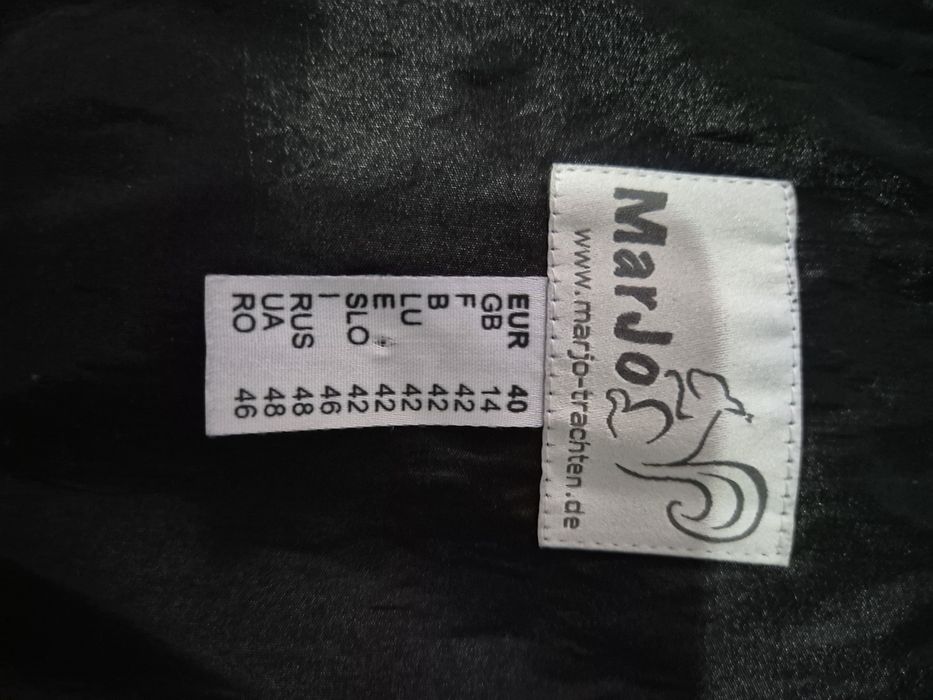 MarJo
www.marjo-trachten.de
EUR 40
GB 14
F 42
B 42
LU 42
E 42
SLO 42
I 46
RUS 48
UA 48
RO 46